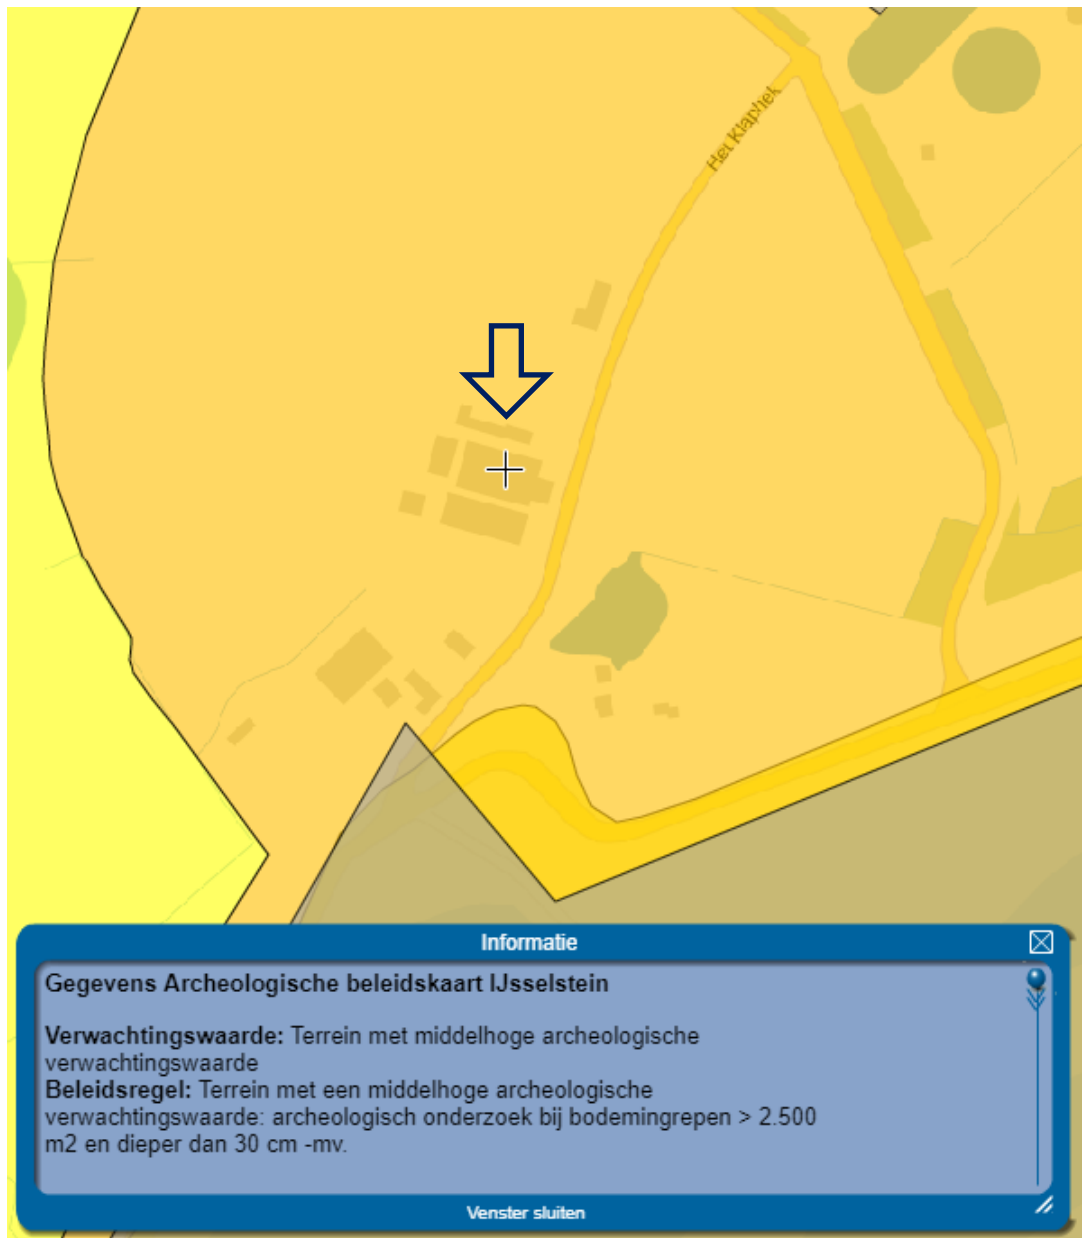 Het Klaphek
Informatie
Gegevens Archeologische beleidskaart IJsselstein
Verwachtingswaarde: Terrein met middelhoge archeologische
verwachtingswaarde
Beleidsregel: Terrein met een middelhoge archeologische
verwachtingswaarde: archeologisch onderzoek bij bodemingrepen > 2.500
m2 en dieper dan 30 cm -mv.
Venster sluiten